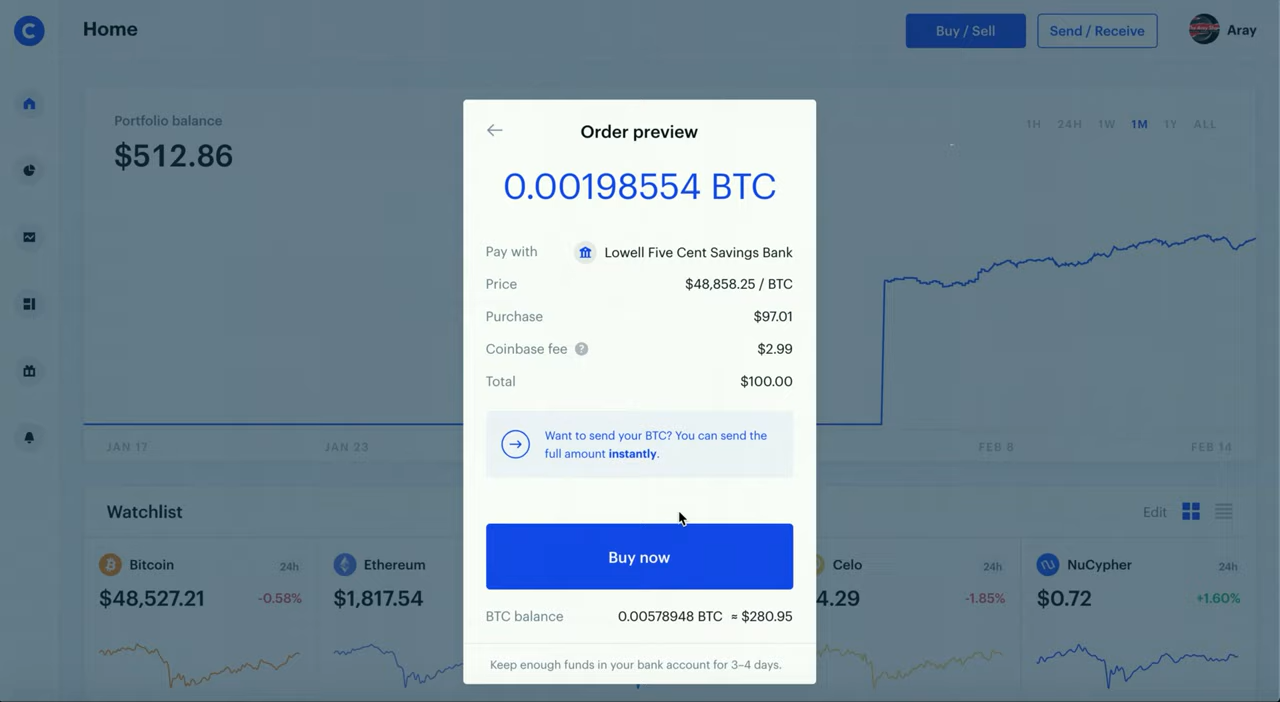 Home
Buy / Sell
Send / Receive
Aray
Portfolio balance
$512.86
1H 24H 1W 1M 1Y ALL
JAN 17 JAN 23 FEB 8 FEB 14
Order preview
0.00198554 BTC
Pay with Lowell Five Cent Savings Bank
Price $48,858.25 / BTC
Purchase $97.01
Coinbase fee ? $2.99
Total $100.00
Want to send your BTC? You can send the
full amount instantly.
Buy now
BTC balance 0.00578948 BTC ≈ $280.95
Keep enough funds in your bank account for 3–4 days.
Watchlist
Edit
Bitcoin 24h
$48,527.21 -0.58%
Ethereum
$1,817.54
Celo 24h
4.29 -1.85%
NuCypher 24h
$0.72 +1.60%